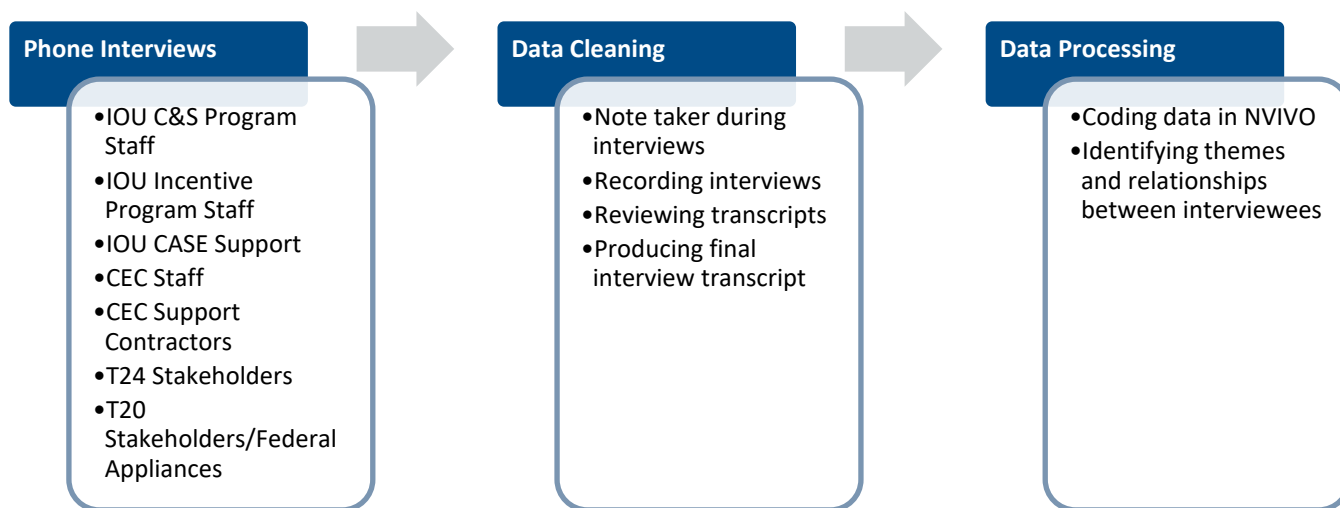 Phone Interviews
•IOU C&S Program
Staff
•IOU Incentive
Program Staff
•IOU CASE Support
•CEC Staff
•CEC Support
Contractors
•T24 Stakeholders
•T20
Stakeholders/Federal
Appliances
Data Cleaning
•Note taker during
interviews
•Recording interviews
•Reviewing transcripts
•Producing final
interview transcript
Data Processing
•Coding data in NVIVO
•Identifying themes
and relationships
between interviewees